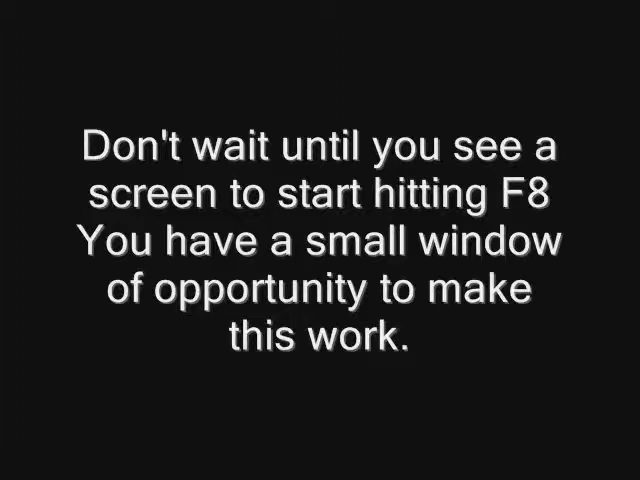 Don't wait until you see a
screen to start hitting F8
You have a small window
of opportunity to make
this work.